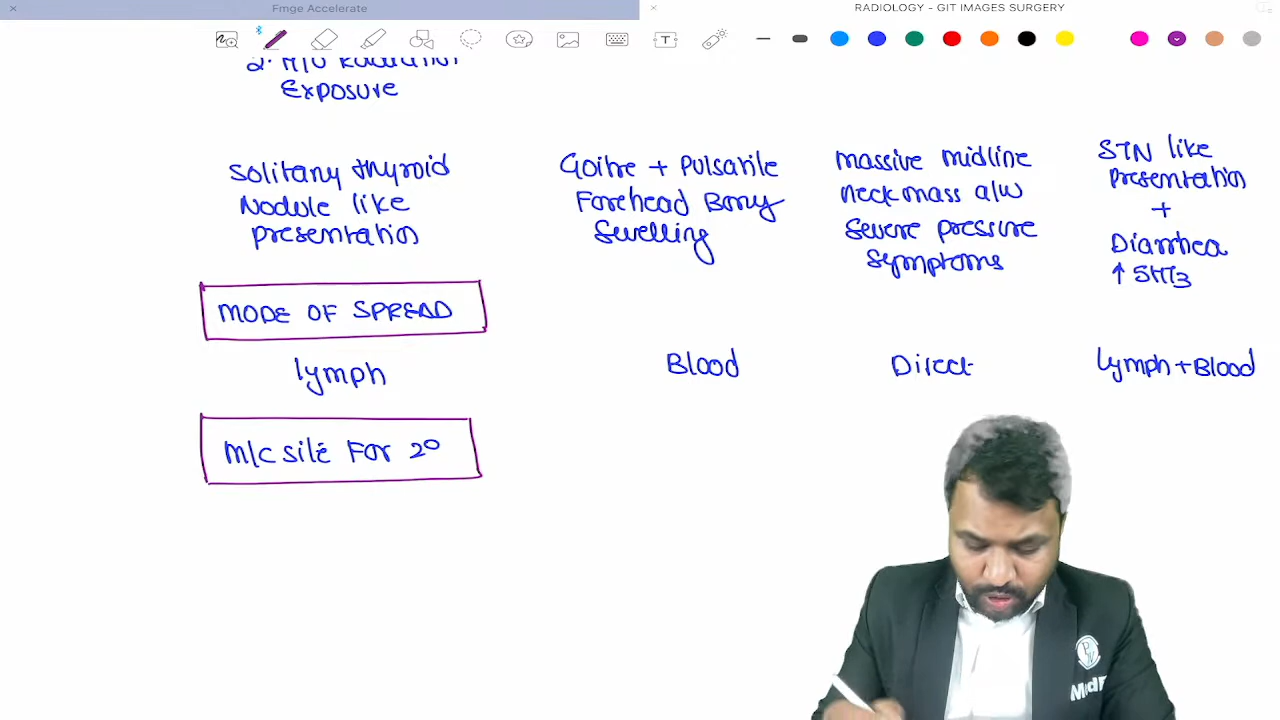 Fmge Accelerate
RADIOLOGY - GIT IMAGES SURGERY
Exposure
Solitary thyroid
Nodule like
presentation
Goitre + Pulsatile
Forehead Bony
Swelling
Massive midline
neck mass a/w
Severe pressure
Symptoms
STN like
presentation
+
Diarrhea
↑ 5HT3
MODE OF SPREAD
lymph
Blood
Direct
lymph + Blood
M/C site For 2°